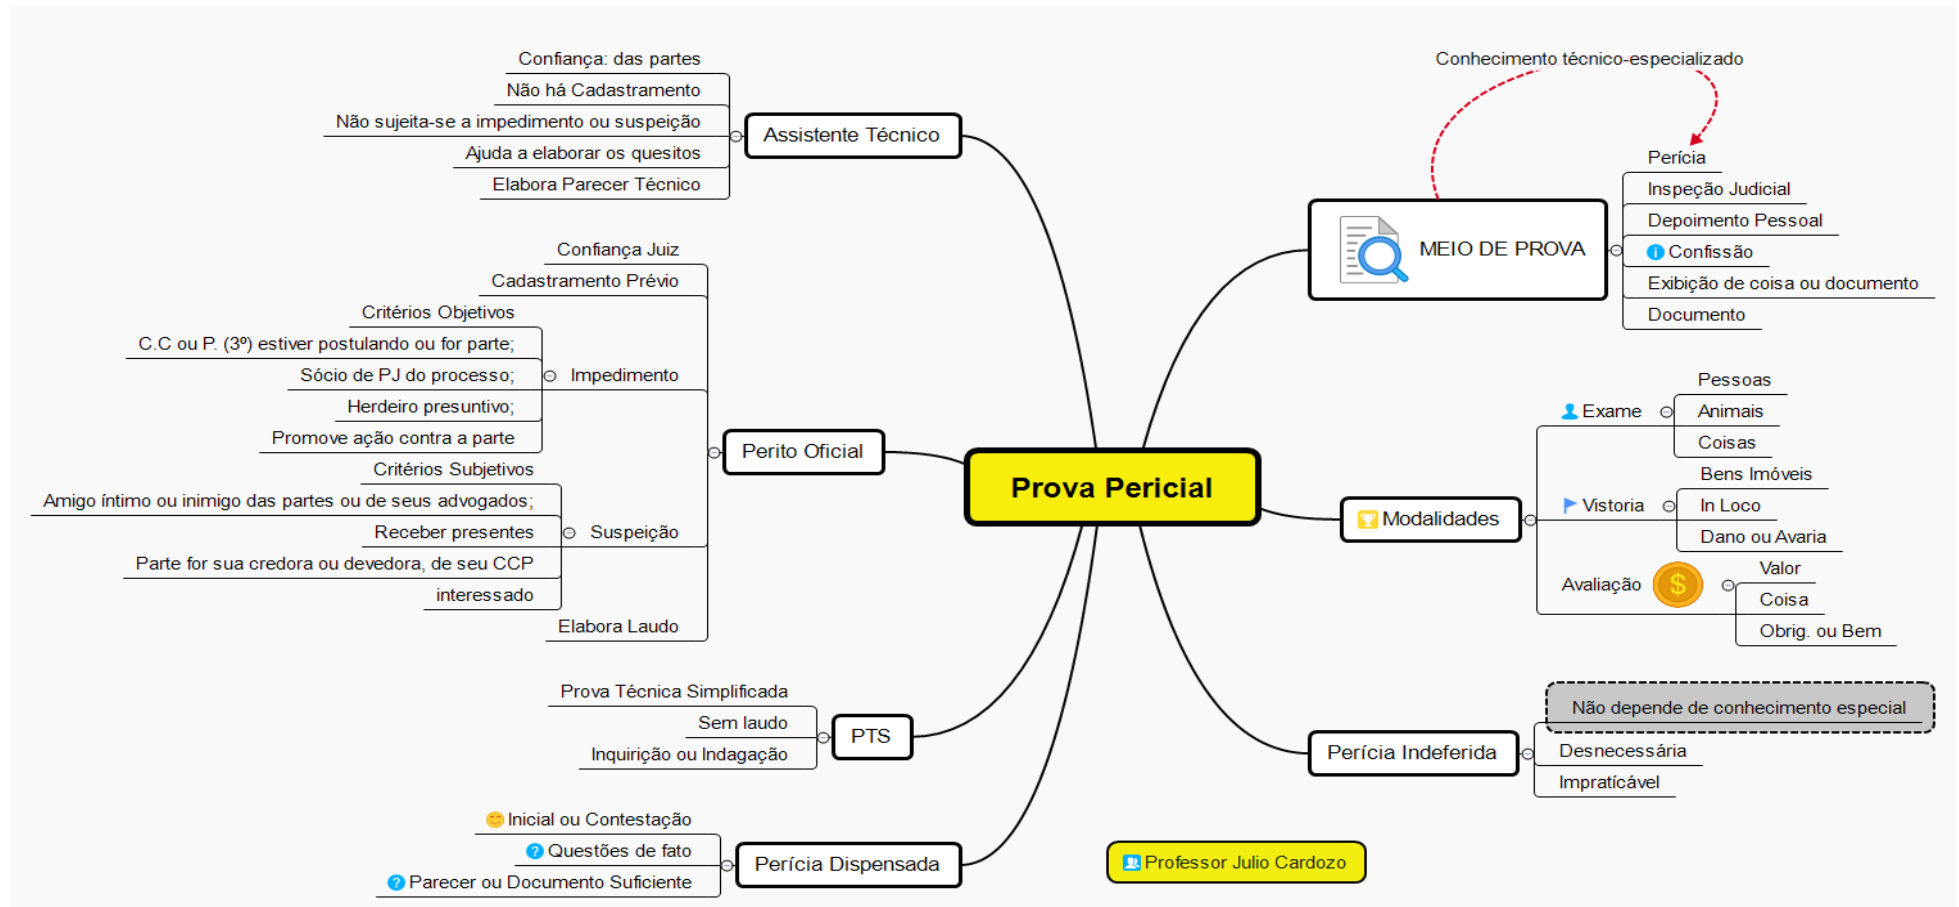 Confiança: das partes
Não há Cadastramento
Não sujeita-se a impedimento ou suspeição
Ajuda a elaborar os quesitos
Elabora Parecer Técnico
Assistente Técnico
Confiança Juiz
Cadastramento Prévio
Critérios Objetivos
C.C ou P. (3º) estiver postulando ou for parte;
Sócio de PJ do processo;
Herdeiro presuntivo;
Promove ação contra a parte
Impedimento
Critérios Subjetivos
Amigo íntimo ou inimigo das partes ou de seus advogados;
Receber presentes
Parte for sua credora ou devedora, de seu CCP
interessado
Suspeição
Elabora Laudo
Perito Oficial
Prova Técnica Simplificada
Sem laudo
Inquirição ou Indagação
PTS
Inicial ou Contestação
Questões de fato
Parecer ou Documento Suficiente
Perícia Dispensada
Prova Pericial
Conhecimento técnico-especializado
MEIO DE PROVA
Perícia
Inspeção Judicial
Depoimento Pessoal
Confissão
Exibição de coisa ou documento
Documento
Modalidades
Exame
Pessoas
Animais
Coisas
Vistoria
Bens Imóveis
In Loco
Dano ou Avaria
Avaliação
Valor
Coisa
Obrig. ou Bem
Perícia Indeferida
Não depende de conhecimento especial
Desnecessária
Impratícável
Professor Julio Cardozo